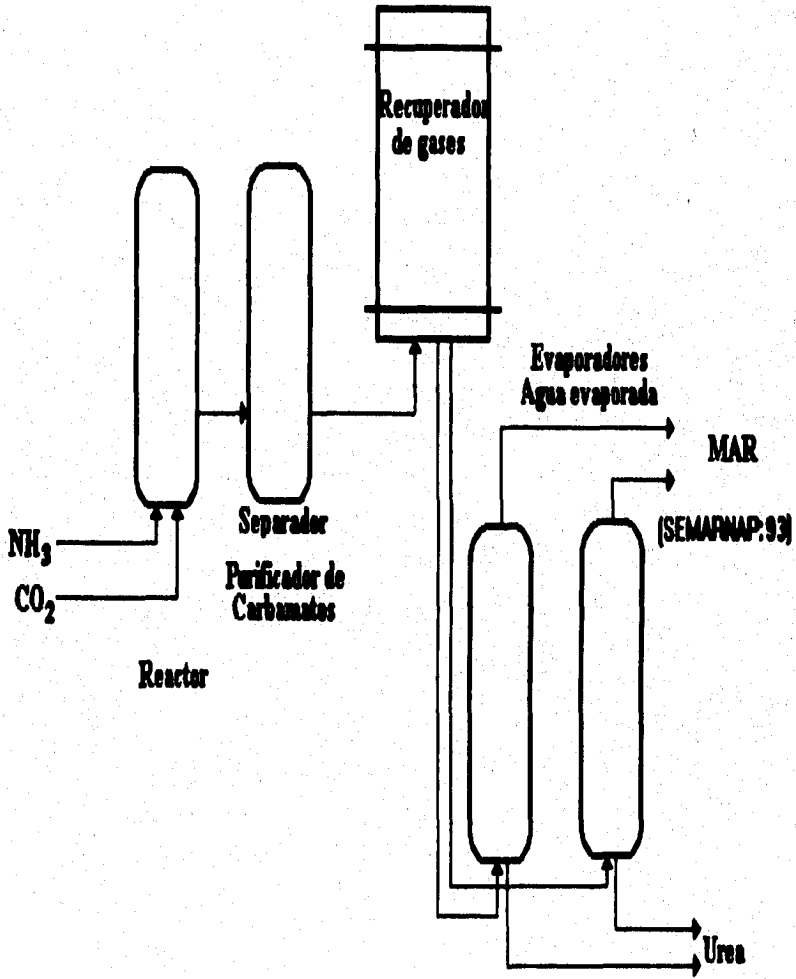 Recuperador
de gases
Evaporadores
Agua evaporada
MAR
(SEMARNAP:93)
NH₃
CO₂
Separador
Purificador de
Carbamatos
Reactor
Urea